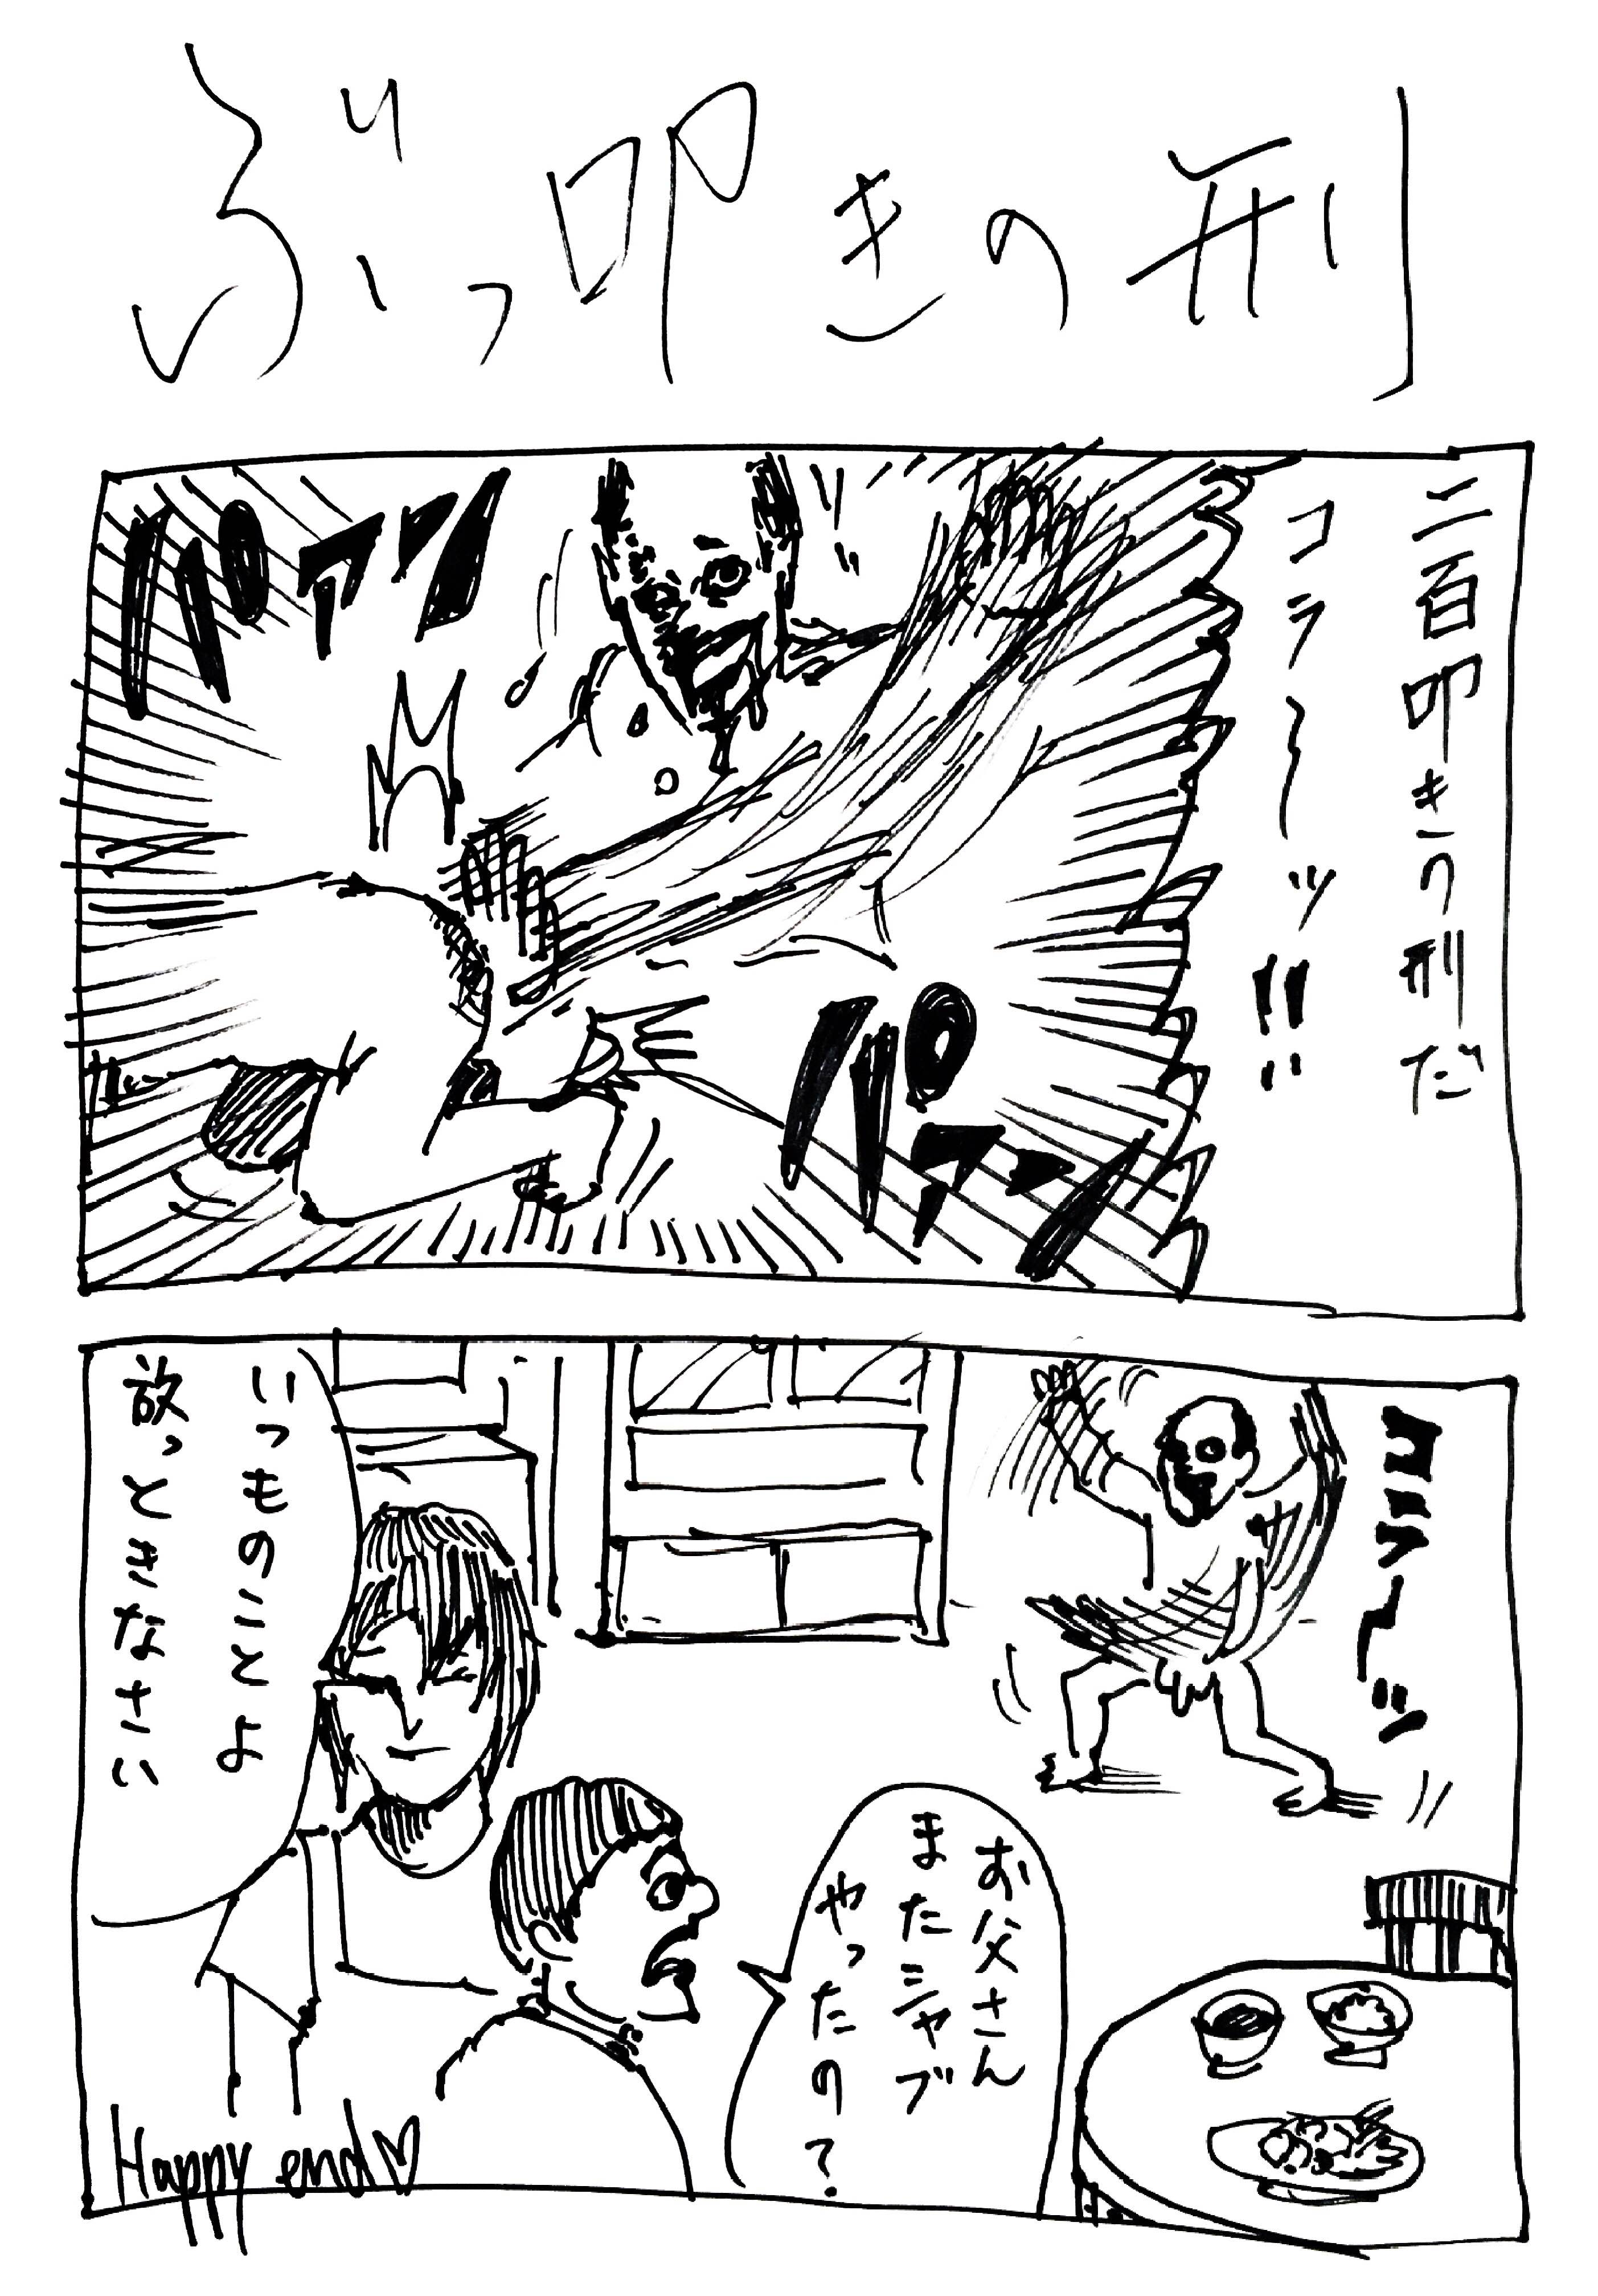 ぶっ叩きの刑
二百叩きの刑だ
コラ～ッ!!
パァン
パァン
コラ～ッ
お父さん
またシャブ
やったの?
いつものことよ
放っときなさい
Happy end♡